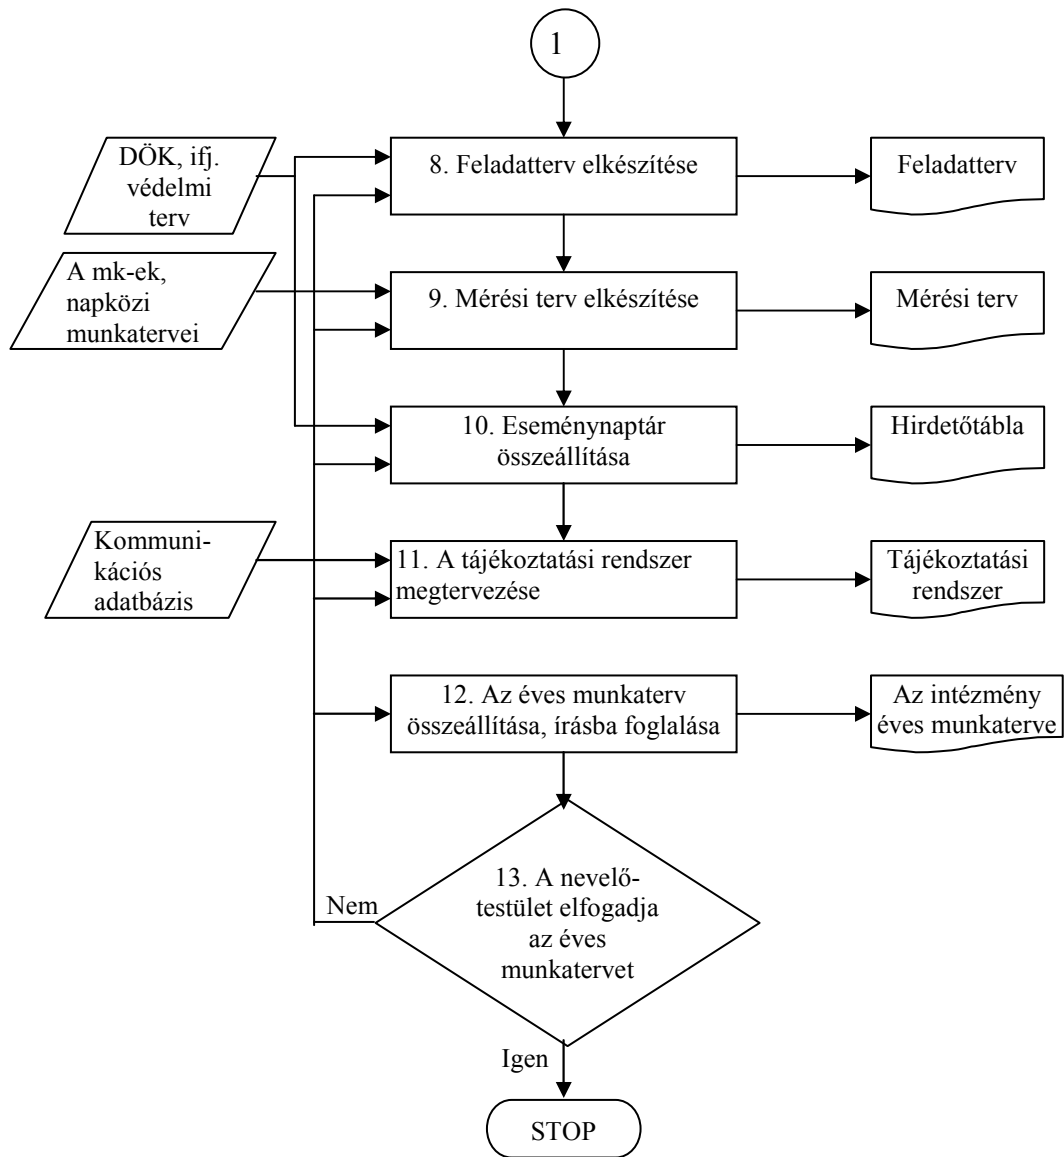 1
DÖK, ifj.
védelmi
terv
8. Feladatterv elkészítése
Feladatterv
A mk-ek,
napközi
munkatervei
9. Mérési terv elkészítése
Mérési terv
10. Eseménynaptár
összeállítása
Hirdetőtábla
Kommuni-
kációs
adatbázis
11. A tájékoztatási rendszer
megtervezése
Tájékoztatási
rendszer
12. Az éves munkaterv
összeállítása, írásba foglalása
Az intézmény
éves munkaterve
13. A nevelő-
testület elfogadja
az éves
munkatervet
Nem
Igen
STOP